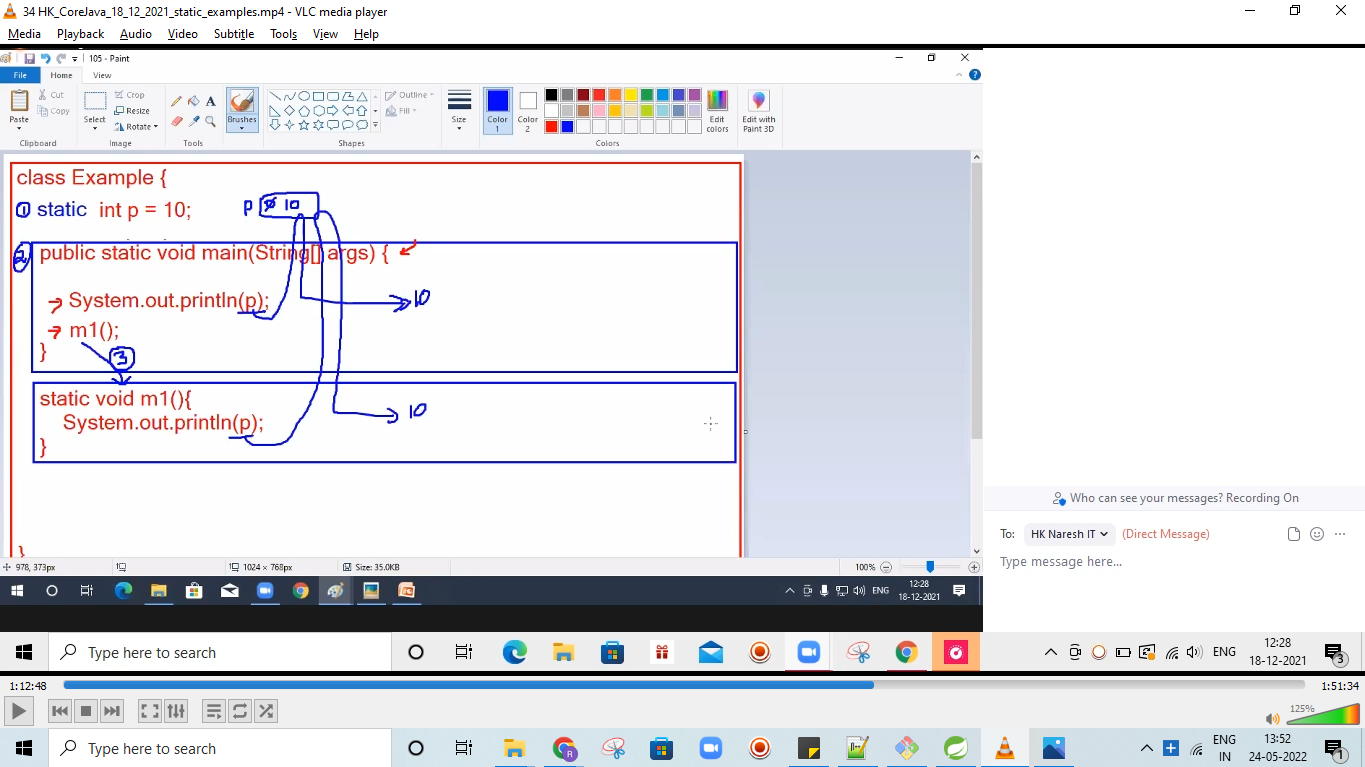 34 HK_CoreJava_18_12_2021_static_examples.mp4 - VLC media player
Media Playback Audio Video Subtitle Tools View Help
105 - Paint
File Home View
Paste
Cut
Copy
Clipboard
Select
Crop
Resize
Rotate
Image
Tools
Brushes
Outline
Fill
Shapes
Size
Color 1
Color 2
Edit colors
Colors
Edit with Paint 3D
class Example {
1 static int p = 10;
p 0 10
2 public static void main(String[] args) {
System.out.println(p);
10
m1();
3
}
static void m1(){
System.out.println(p);
10
}
}
978, 373px
1024 × 768px
Size: 35.0KB
100%
ENG
12:28
18-12-2021
Who can see your messages? Recording On
To: HK Naresh IT (Direct Message)
Type message here...
Type here to search
ENG
12:28
18-12-2021
3
1:12:48
1:51:34
125%
Type here to search
ENG
IN
13:52
24-05-2022
1